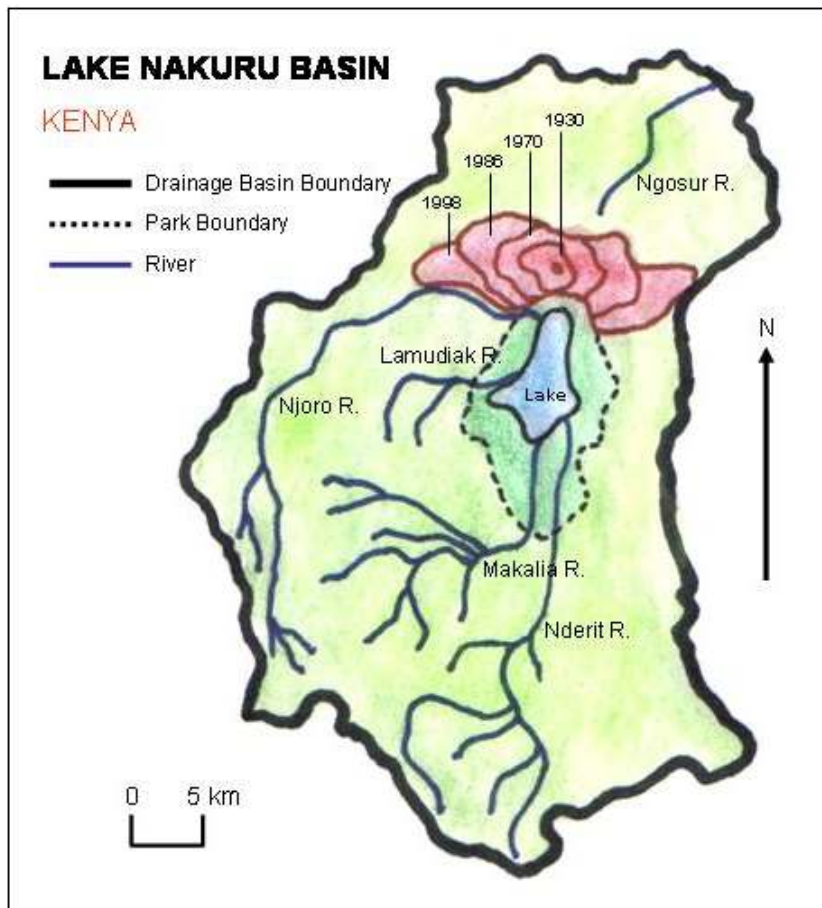 LAKE NAKURU BASIN
KENYA
Drainage Basin Boundary
Park Boundary
River
1930
1970
1986
1998
Ngosur R.
N
Lamudiak R.
Njoro R.
Lake
Makalia R.
Nderit R.
0 5 km